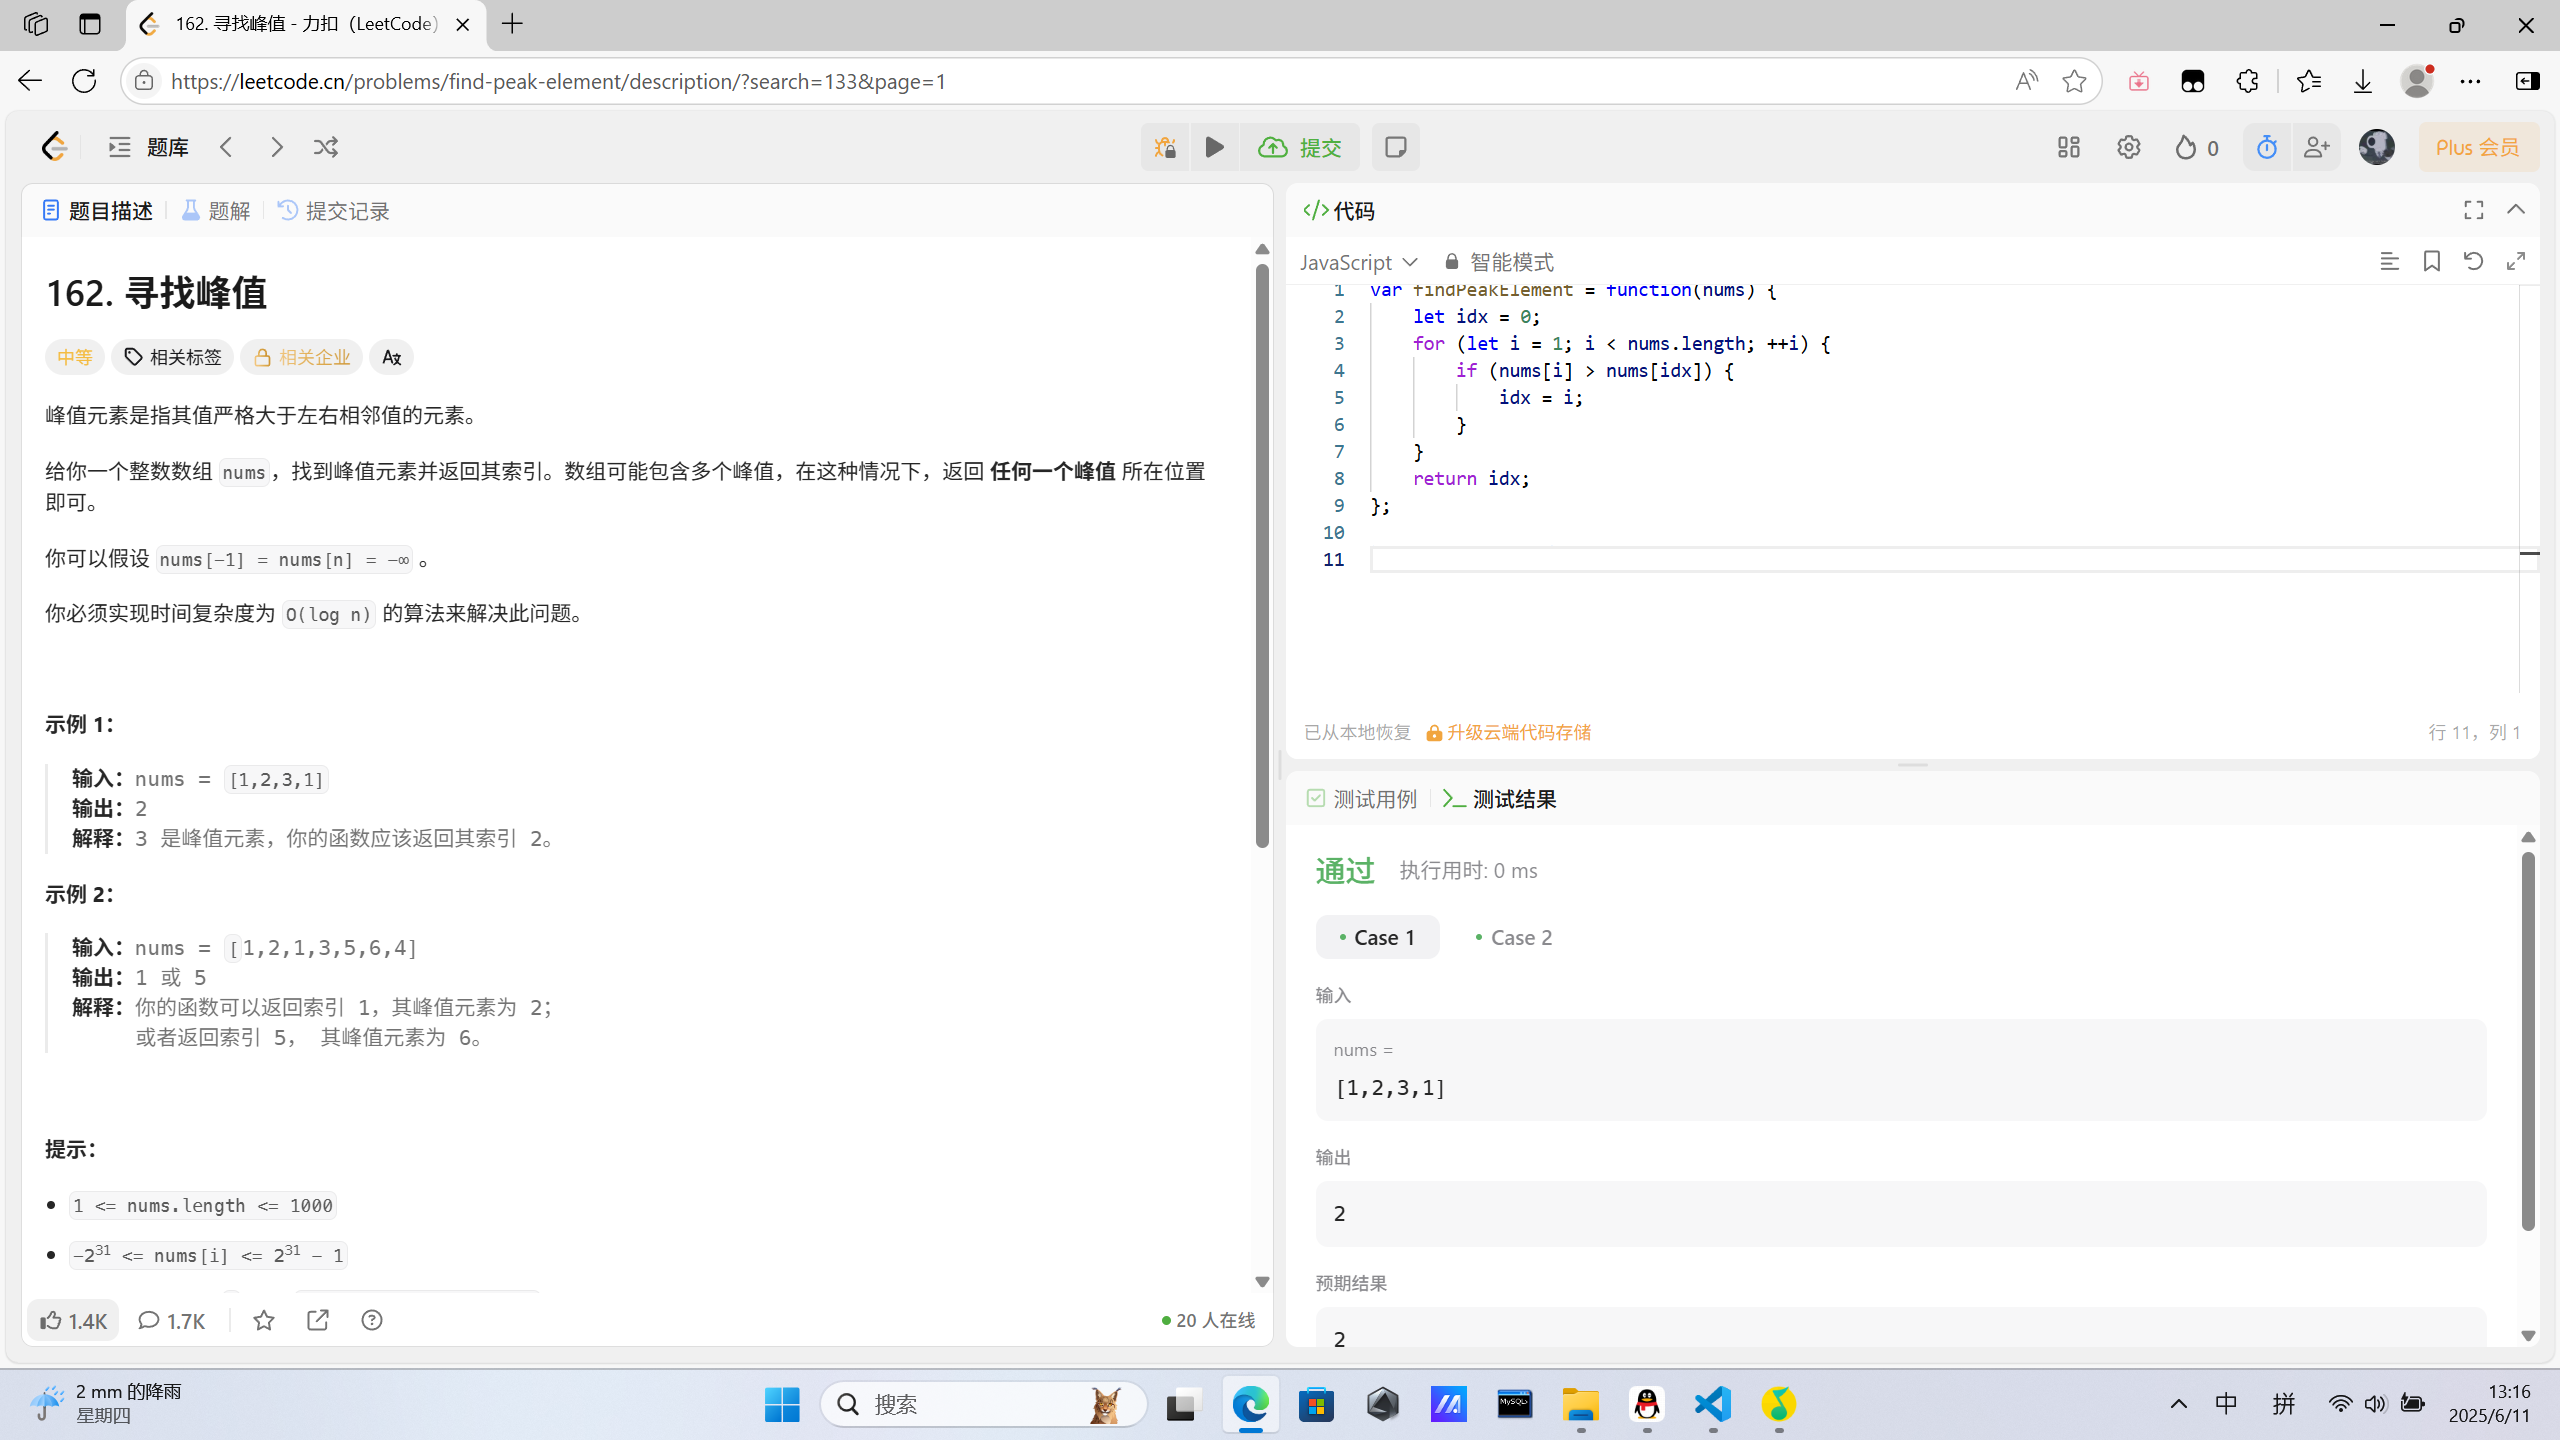 162. 寻找峰值 - 力扣（LeetCode）
https://leetcode.cn/problems/find-peak-element/description/?search=133&page=1
题库
提交
0
Plus 会员
题目描述
题解
提交记录
162. 寻找峰值
中等
相关标签
相关企业
峰值元素是指其值严格大于左右相邻值的元素。
给你一个整数数组 nums，找到峰值元素并返回其索引。数组可能包含多个峰值，在这种情况下，返回 任何一个峰值 所在位置
即可。
你可以假设 nums[-1] = nums[n] = -∞ 。
你必须实现时间复杂度为 O(log n) 的算法来解决此问题。
示例 1：
输入：nums = [1,2,3,1]
输出：2
解释：3 是峰值元素，你的函数应该返回其索引 2。
示例 2：
输入：nums = [1,2,1,3,5,6,4]
输出：1 或 5
解释：你的函数可以返回索引 1，其峰值元素为 2；
或者返回索引 5， 其峰值元素为 6。
提示：
1 <= nums.length <= 1000
-2³¹ <= nums[i] <= 2³¹ - 1
1.4K
1.7K
20 人在线
</>代码
JavaScript
智能模式
1 var findPeakElement = function(nums) {
2 let idx = 0;
3 for (let i = 1; i < nums.length; ++i) {
4 if (nums[i] > nums[idx]) {
5 idx = i;
6 }
7 }
8 return idx;
9 };
10
11
已从本地恢复
升级云端代码存储
行 11，列 1
测试用例
测试结果
通过
执行用时: 0 ms
Case 1
Case 2
输入
nums =
[1,2,3,1]
输出
2
预期结果
2
2 mm 的降雨
星期四
搜索
MySQL
中
拼
13:16
2025/6/11